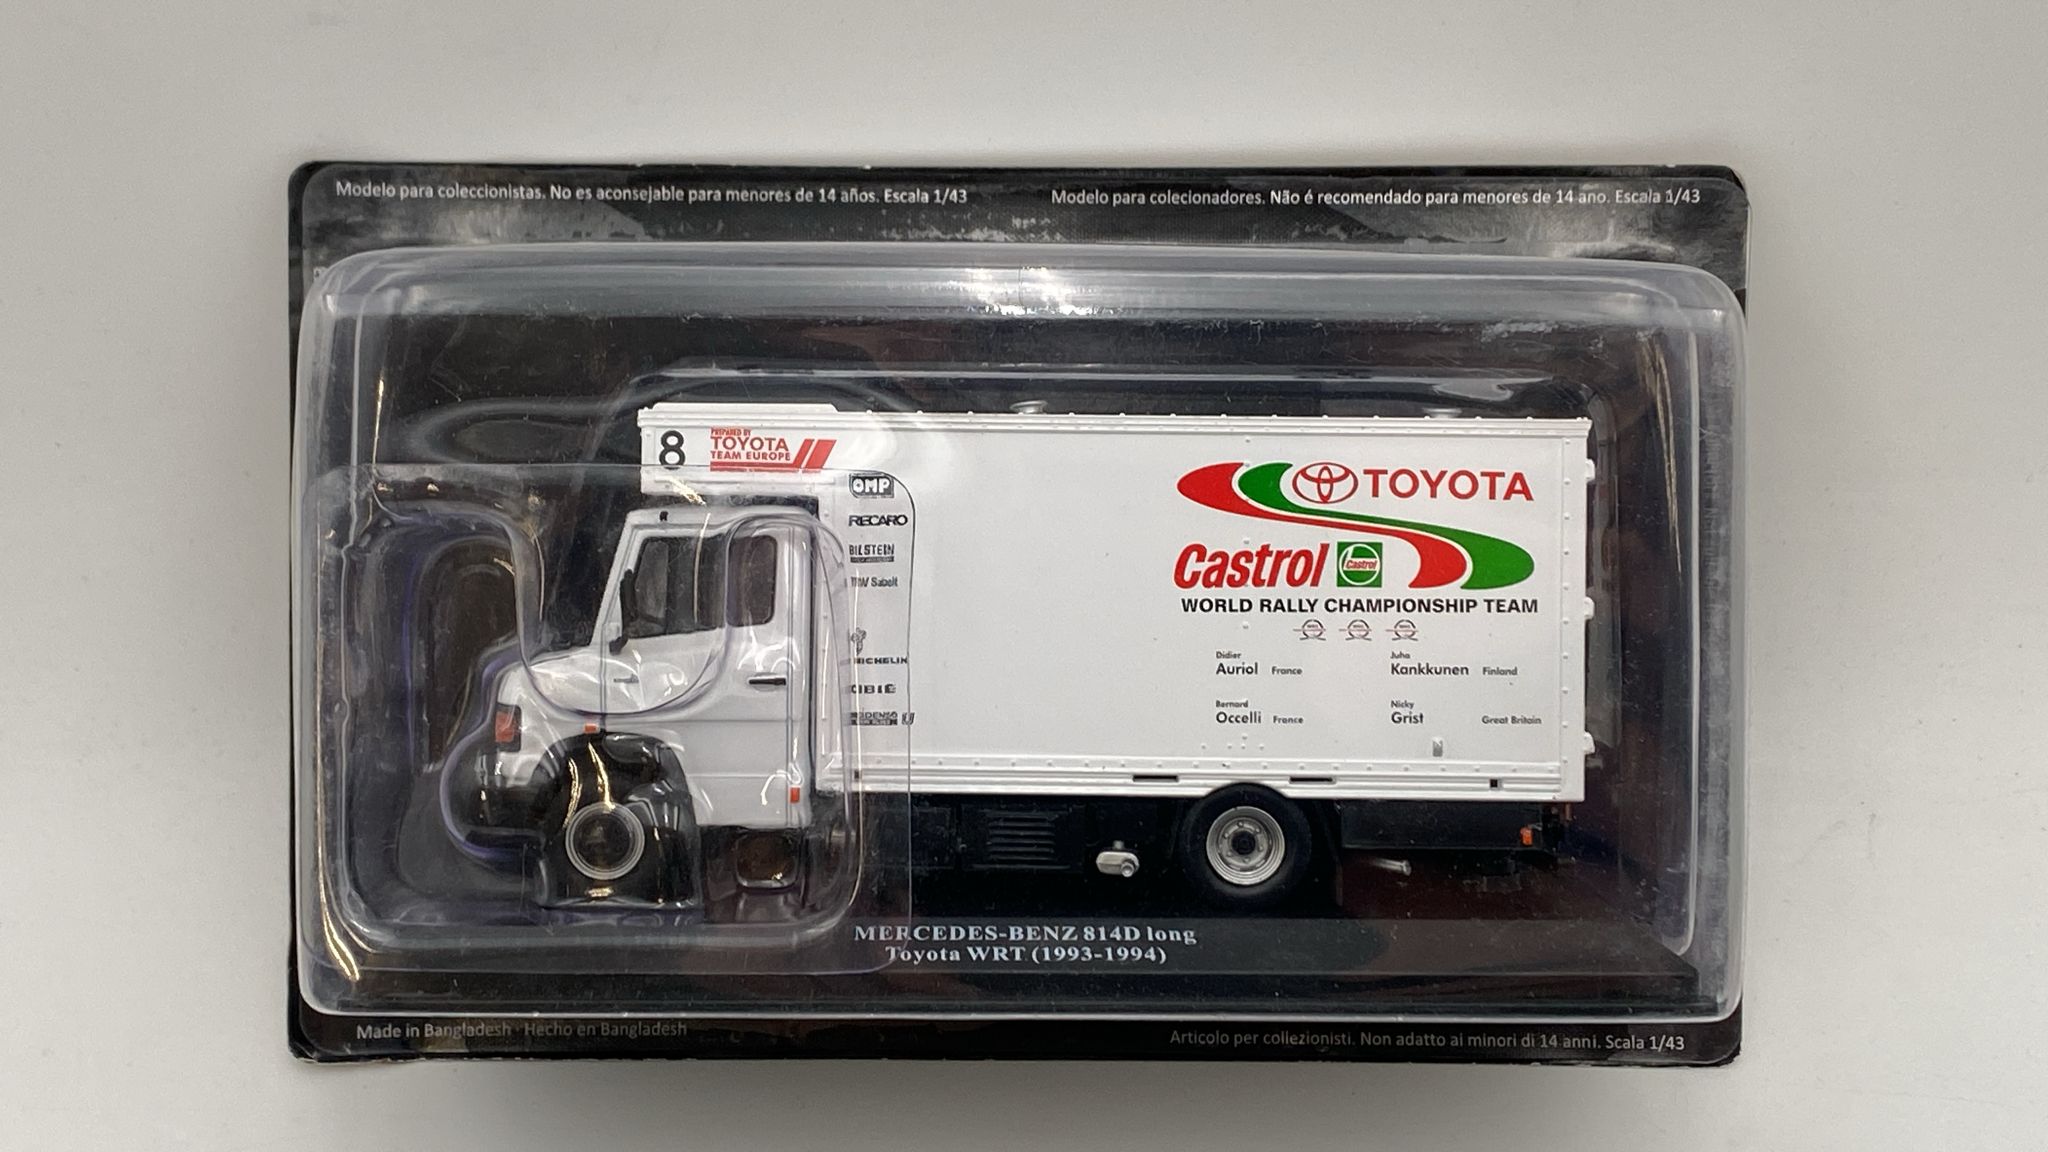 Modelo para coleccionistas. No es aconsejable para menores de 14 años. Escala 1/43
Modelo para colecionadores. Não é recomendado para menores de 14 ano. Escala 1/43
8
PREPARED BY
TOYOTA
TEAM EUROPE
OMP
RECARO
BILSTEIN
Sabelt
MICHELIN
CIBIÉ
DENSO
TOYOTA
Castrol
Castrol
WORLD RALLY CHAMPIONSHIP TEAM
Didier
Auriol France
Juha
Kankkunen Finland
Bernard
Occelli France
Nicky
Grist Great Britain
MERCEDES-BENZ 814D long
Toyota WRT (1993-1994)
Made in Bangladesh · Hecho en Bangladésh
Articolo per collezionisti. Non adatto ai minori di 14 anni. Scala 1/43